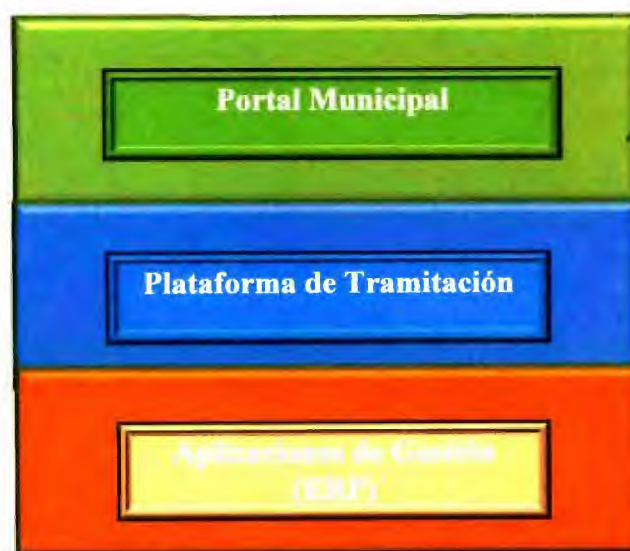 Portal Municipal
Plataforma de Tramitación
Aplicaciones de Gestión
(ERP)